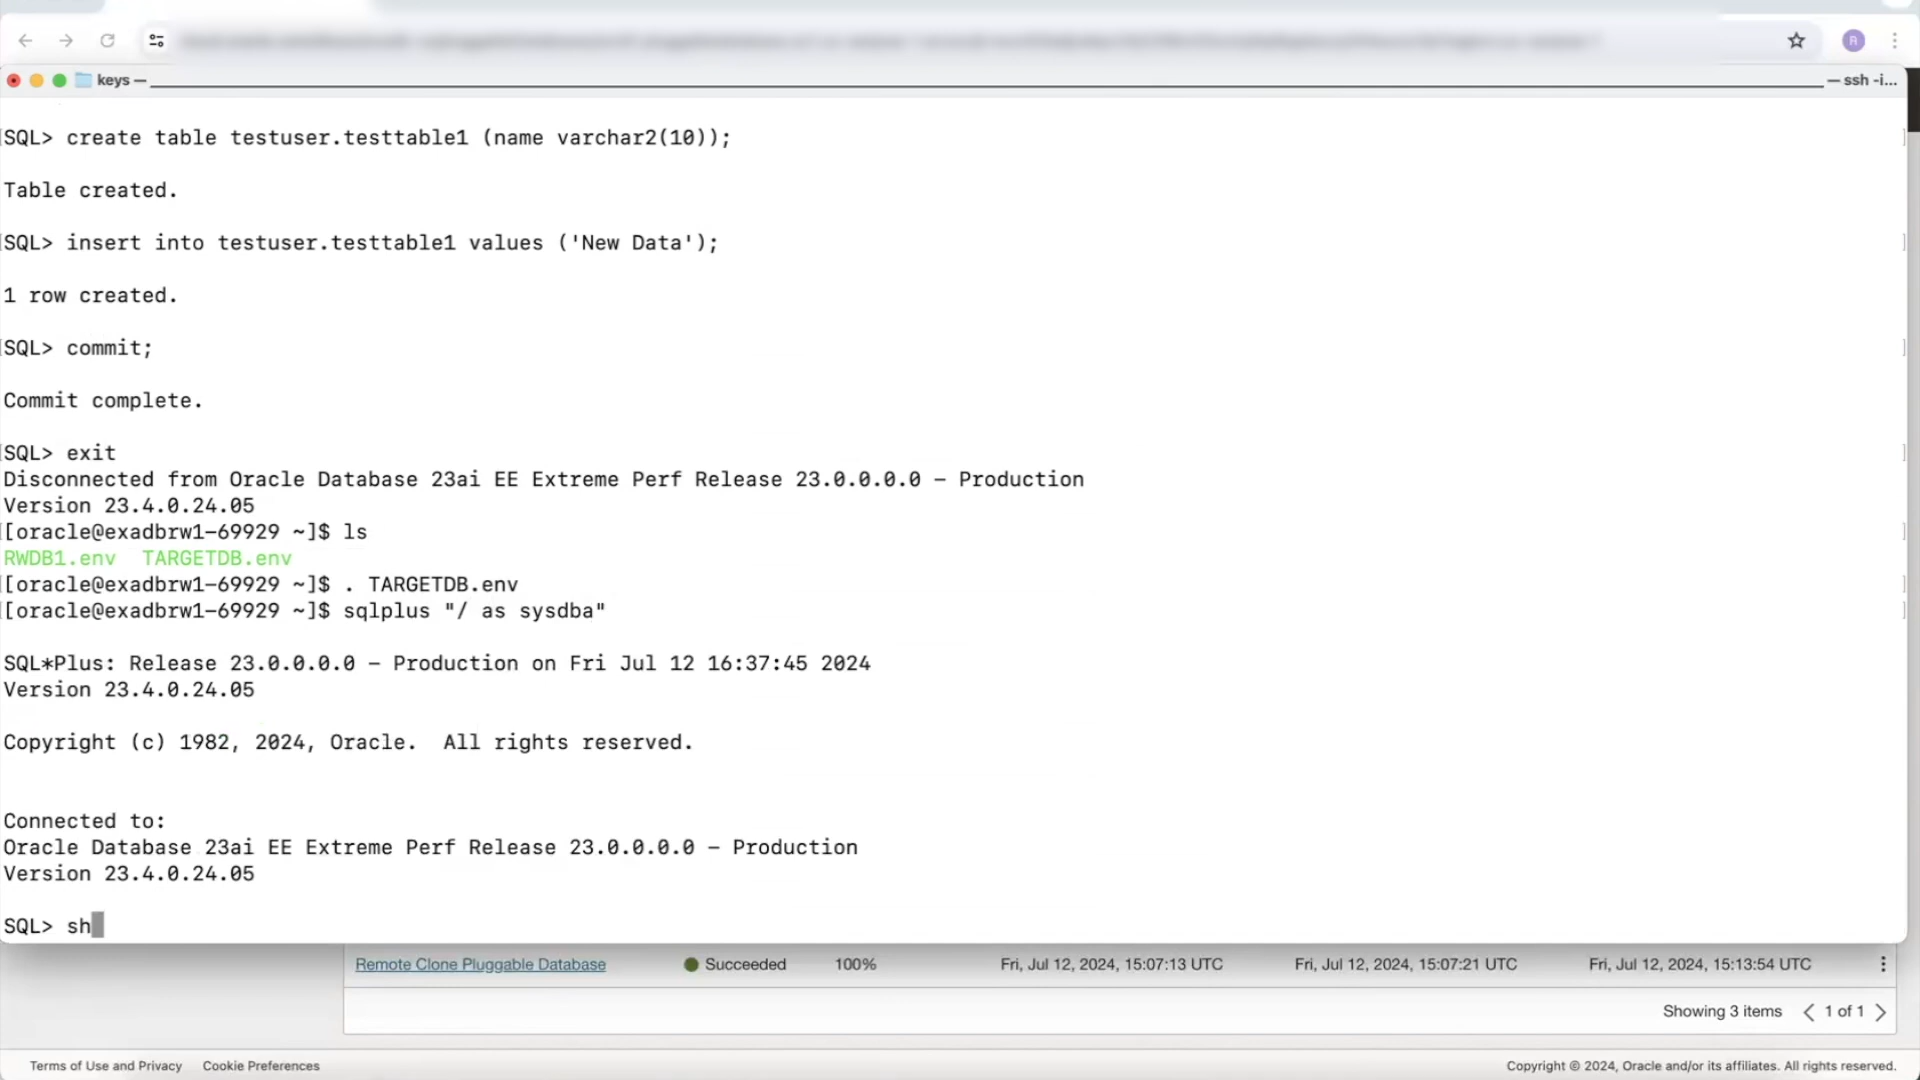 R
keys — — ssh -i...
SQL> create table testuser.testtable1 (name varchar2(10));
Table created.
SQL> insert into testuser.testtable1 values ('New Data');
1 row created.
SQL> commit;
Commit complete.
SQL> exit
Disconnected from Oracle Database 23ai EE Extreme Perf Release 23.0.0.0.0 – Production
Version 23.4.0.24.05
[oracle@exadbrw1-69929 ~]$ ls
RWDB1.env  TARGETDB.env
[oracle@exadbrw1-69929 ~]$ . TARGETDB.env
[oracle@exadbrw1-69929 ~]$ sqlplus "/ as sysdba"
SQL*Plus: Release 23.0.0.0.0 – Production on Fri Jul 12 16:37:45 2024
Version 23.4.0.24.05
Copyright (c) 1982, 2024, Oracle.  All rights reserved.
Connected to:
Oracle Database 23ai EE Extreme Perf Release 23.0.0.0.0 – Production
Version 23.4.0.24.05
SQL> sh
Remote Clone Pluggable Database Succeeded 100% Fri, Jul 12, 2024, 15:07:13 UTC Fri, Jul 12, 2024, 15:07:21 UTC Fri, Jul 12, 2024, 15:13:54 UTC
Showing 3 items < 1 of 1 >
Terms of Use and Privacy Cookie Preferences Copyright © 2024, Oracle and/or its affiliates. All rights reserved.